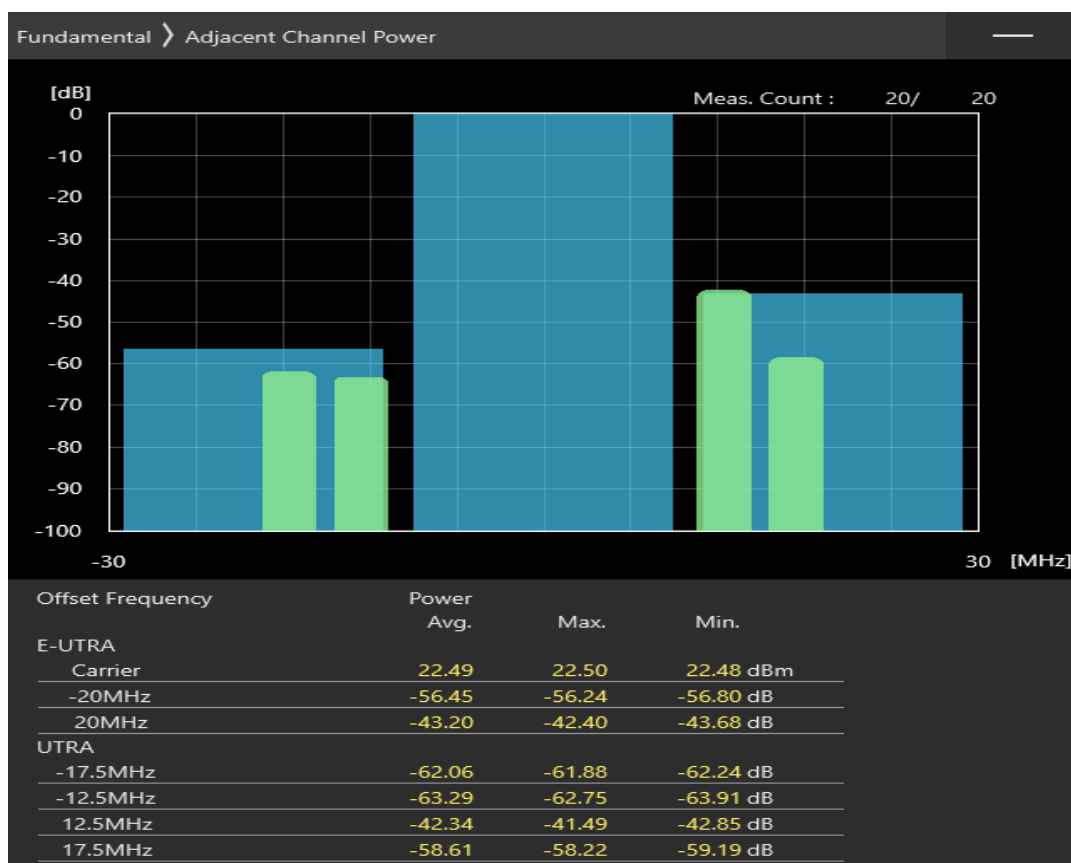 Fundamental 〉 Adjacent Channel Power
[dB] Meas. Count : 20/ 20
0
-10
-20
-30
-40
-50
-60
-70
-80
-90
-100
-30 30 [MHz]
Offset Frequency Power
Avg. Max. Min.
E-UTRA
Carrier 22.49 22.50 22.48 dBm
-20MHz -56.45 -56.24 -56.80 dB
20MHz -43.20 -42.40 -43.68 dB
UTRA
-17.5MHz -62.06 -61.88 -62.24 dB
-12.5MHz -63.29 -62.75 -63.91 dB
12.5MHz -42.34 -41.49 -42.85 dB
17.5MHz -58.61 -58.22 -59.19 dB